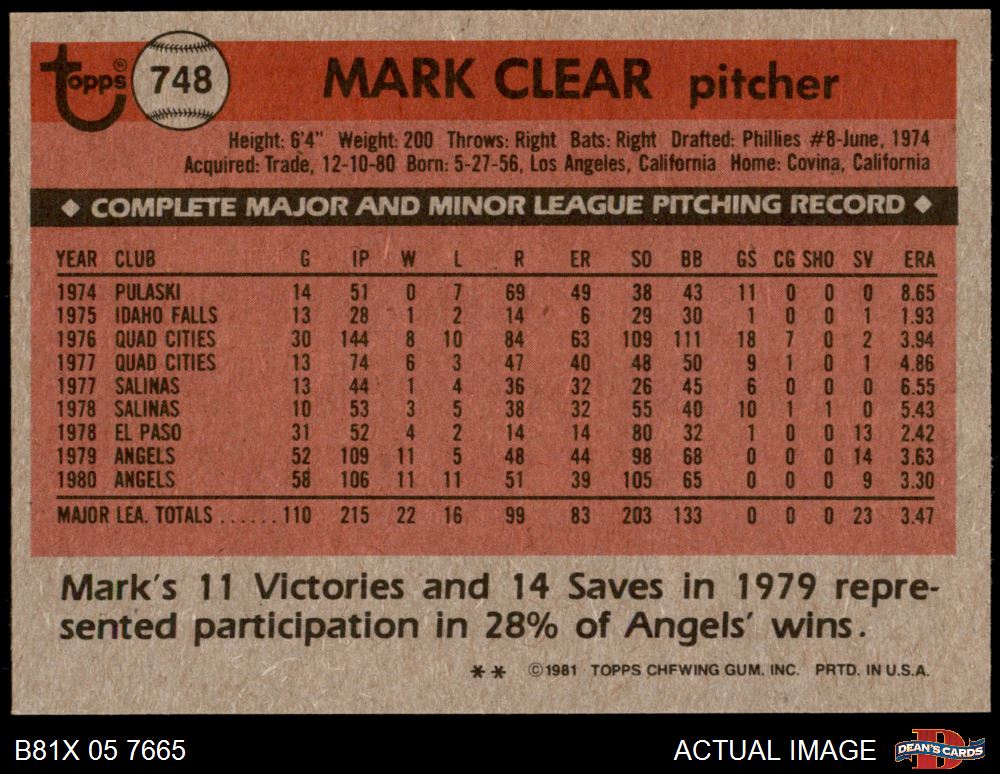 Topps® 748 MARK CLEAR pitcher
Height: 6'4" Weight: 200 Throws: Right Bats: Right Drafted: Phillies #8-June, 1974
Acquired: Trade, 12-10-80 Born: 5-27-56, Los Angeles, California Home: Covina, California
◆ COMPLETE MAJOR AND MINOR LEAGUE PITCHING RECORD ◆
YEAR CLUB G IP W L R ER SO BB GS CG SHO SV ERA
1974 PULASKI 14 51 0 7 69 49 38 43 11 0 0 0 8.65
1975 IDAHO FALLS 13 28 1 2 14 6 29 30 1 0 0 1 1.93
1976 QUAD CITIES 30 144 8 10 84 63 109 111 18 7 0 2 3.94
1977 QUAD CITIES 13 74 6 3 47 40 48 50 9 1 0 1 4.86
1977 SALINAS 13 44 1 4 36 32 26 45 6 0 0 0 6.55
1978 SALINAS 10 53 3 5 38 32 55 40 10 1 1 0 5.43
1978 EL PASO 31 52 4 2 14 14 80 32 1 0 0 13 2.42
1979 ANGELS 52 109 11 5 48 44 98 68 0 0 0 14 3.63
1980 ANGELS 58 106 11 11 51 39 105 65 0 0 0 9 3.30
MAJOR LEA. TOTALS ...... 110 215 22 16 99 83 203 133 0 0 0 23 3.47
Mark's 11 Victories and 14 Saves in 1979 repre-
sented participation in 28% of Angels' wins.
** ©1981 TOPPS CHEWING GUM, INC. PRTD. IN U.S.A.
B81X 05 7665 ACTUAL IMAGE DEAN'S CARDS